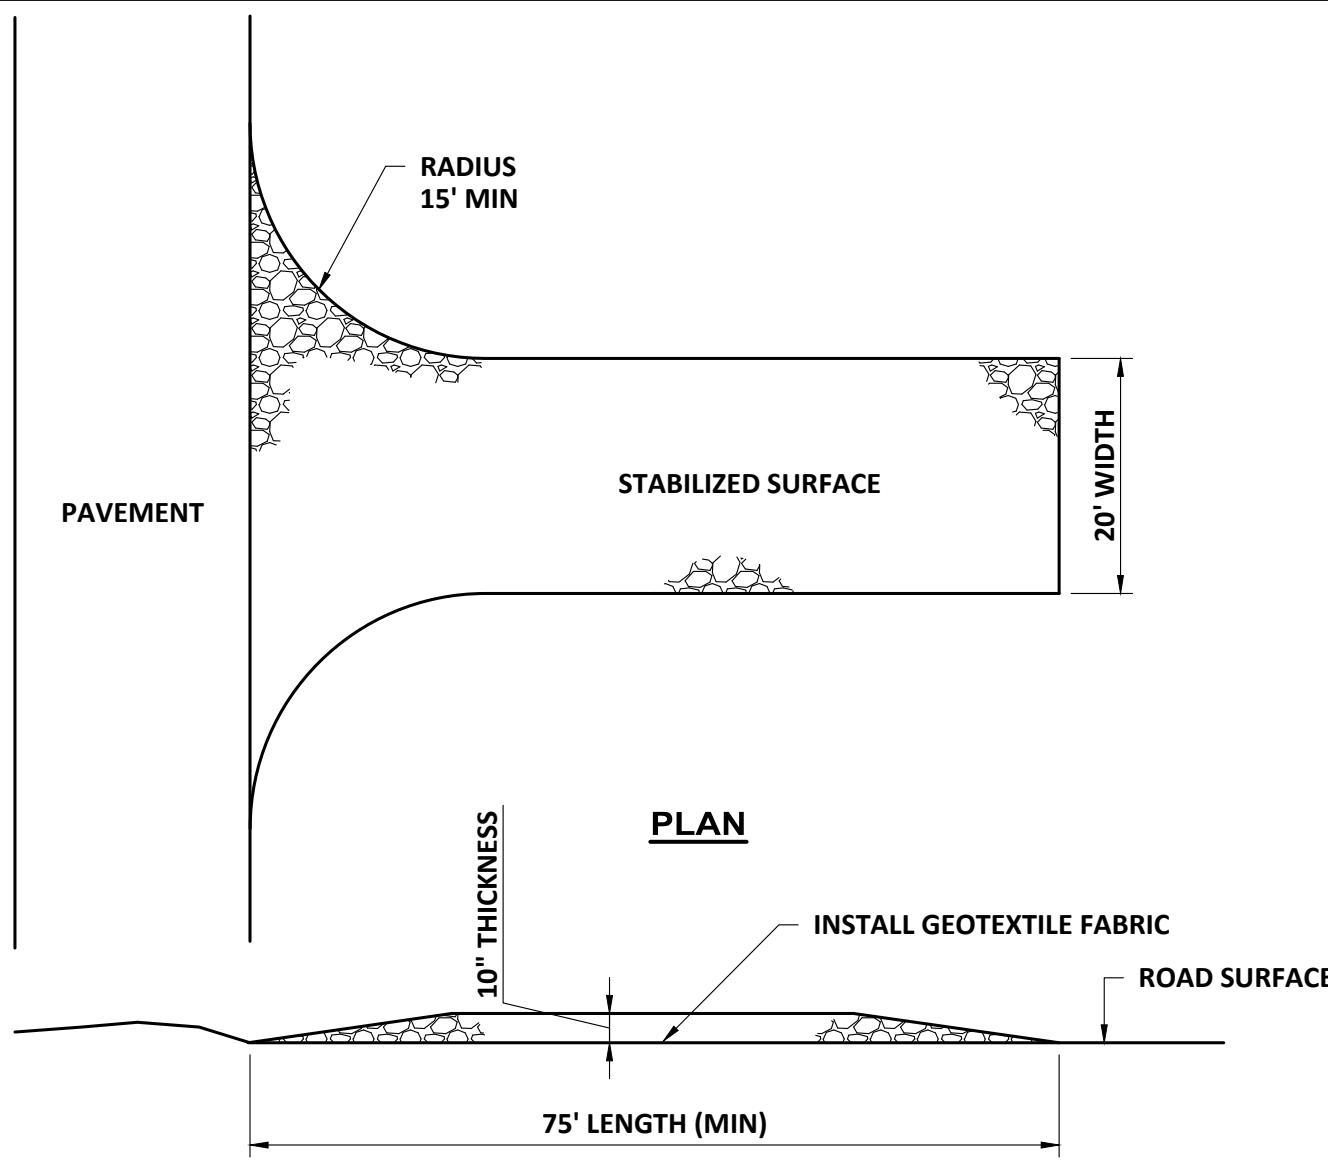 RADIUS
15' MIN
STABILIZED SURFACE
20' WIDTH
PAVEMENT
PLAN
10" THICKNESS
INSTALL GEOTEXTILE FABRIC
ROAD SURFACE
75' LENGTH (MIN)